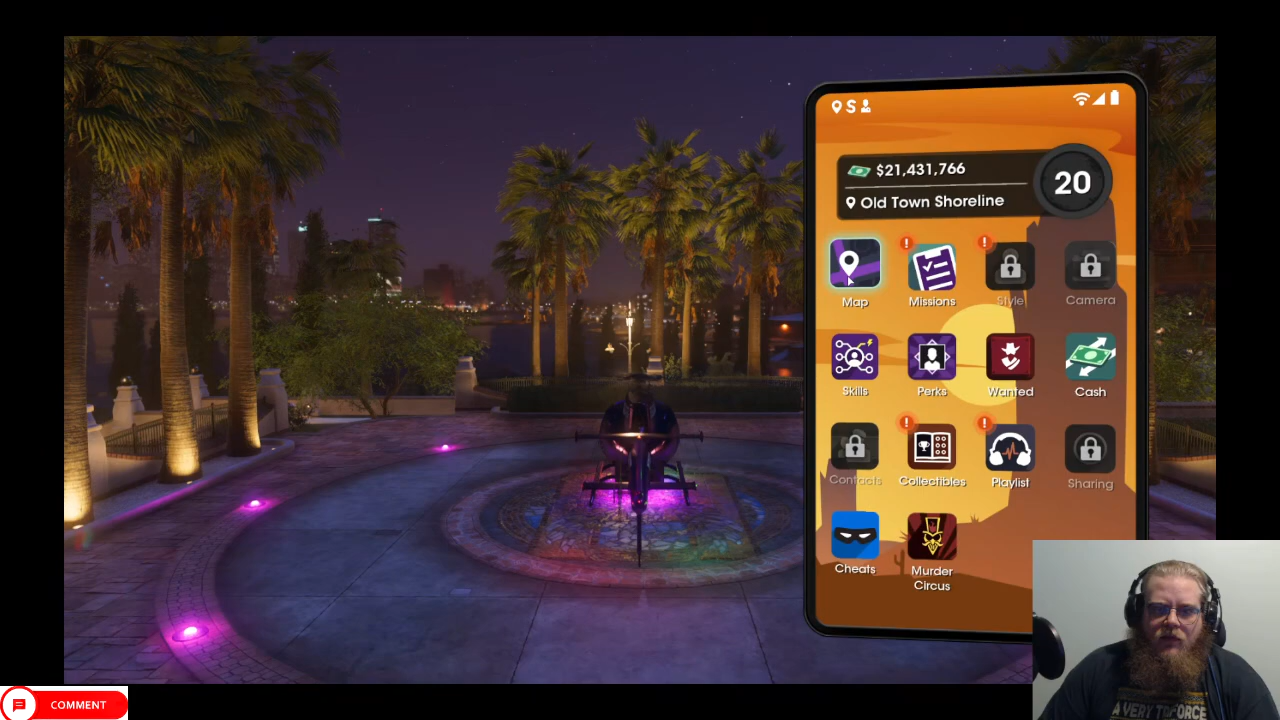 S
$21,431,766
20
Old Town Shoreline
Map
Missions
Style
Camera
Skills
Perks
Wanted
Cash
Contacts
Collectibles
Playlist
Sharing
Cheats
Murder
Circus
COMMENT
A VERY